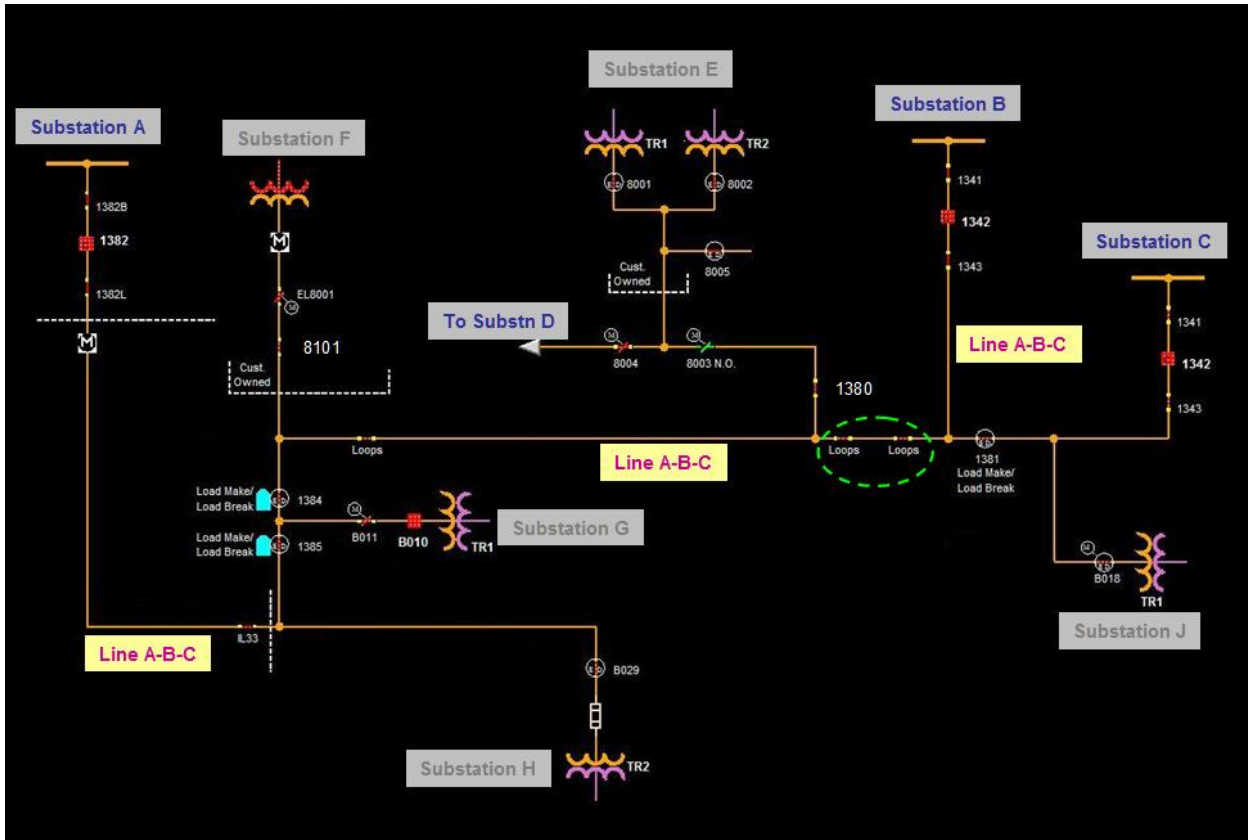 Substation E
Substation B
Substation A
Substation F
TR1
TR2
8001
8002
1341
1382B
1342
1382
Substation C
1343
8005
Cust.
Owned
1382L
EL8001
M
M
M
To Substn D
1341
8101
M
M
Line A-B-C
8004
8003 N.O.
1342
Cust.
Owned
1380
1343
Loops
Line A-B-C
Loops
Loops
1381
Load Make/
Load Break
Load Make/
Load Break
1384
M
Substation G
Load Make/
Load Break
1385
B011
B010
TR1
M
B018
TR1
Substation J
IL33
Line A-B-C
B029
Substation H
TR2